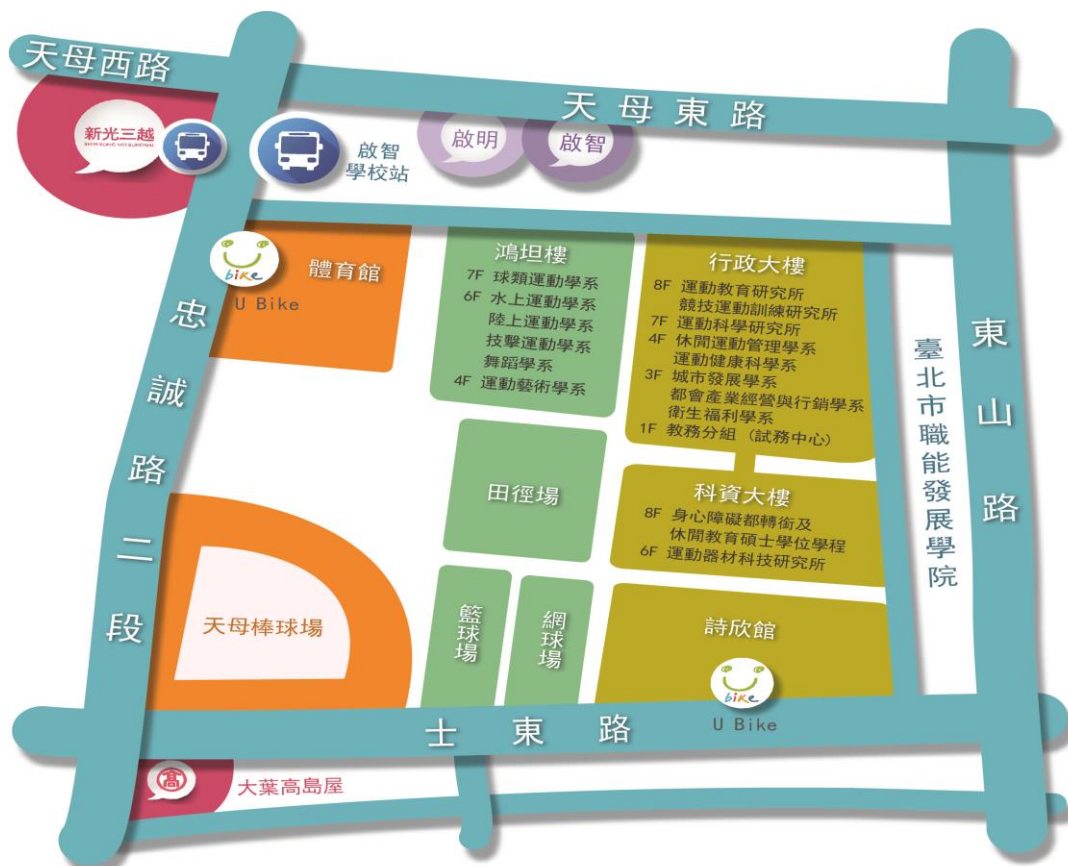 天母西路
天母東路
新光三越
SHIN KONG MITSUKOSHI
啟智
學校站
啟明
啟智
bike
U Bike
體育館
鴻坦樓
7F 球類運動學系
6F 水上運動學系
陸上運動學系
技擊運動學系
舞蹈學系
4F 運動藝術學系
行政大樓
8F 運動教育研究所
競技運動訓練研究所
7F 運動科學研究所
4F 休閒運動管理學系
運動健康科學系
3F 城市發展學系
都會產業經營與行銷學系
衛生福利學系
1F 教務分組 (試務中心)
忠誠路二段
東山路
臺北市職能發展學院
田徑場
科資大樓
8F 身心障礙都轉銜及
休閒教育碩士學位學程
6F 運動器材科技研究所
天母棒球場
籃球場
網球場
詩欣館
bike
U Bike
士東路
髙
大葉高島屋